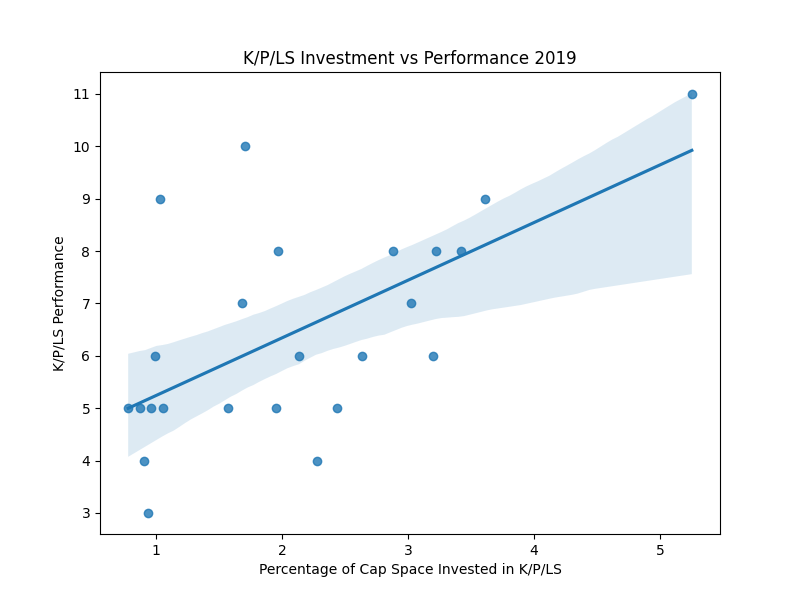 K/P/LS Investment vs Performance 2019
11
10
9
8
7
6
5
4
3
K/P/LS Performance
1 2 3 4 5
Percentage of Cap Space Invested in K/P/LS